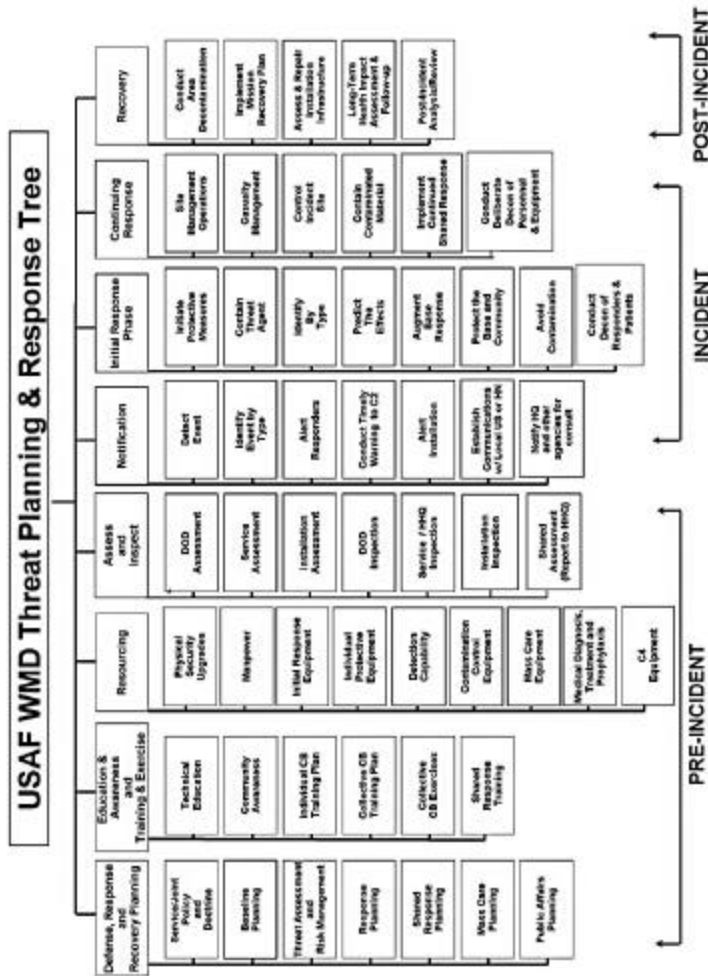 USAF WMD Threat Planning & Response Tree
Defense, Response
and
Recovery Planning
Service/Joint
Policy
and
Doctrine
Baseline
Planning
Threat Assessment
and
Risk Management
Response
Planning
Shared
Response
Planning
Mass Care
Planning
Public Affairs
Planning
Education &
Awareness
and
Training & Exercise
Technical
Education
Community
Awareness
Individual CB
Training Plan
Collective CB
Training Plan
Collective
CB Exercises
Shared
Response
Training
Resourcing
Physical
Security
Upgrades
Manpower
Initial Response
Equipment
Individual
Protective
Equipment
Detection
Capability
Contamination
Control
Equipment
Mass Care
Equipment
Medical Diagnosis,
Treatment and
Prophylaxis
C4
Equipment
Assess
and
Inspect
DOD
Assessment
Service
Assessment
Installation
Assessment
DOD
Inspection
Service / HHQ
Inspection
Installation
Inspection
Shared
Assessment
(Report to HHQ)
Notification
Detect
Event
Identify
Event by
Type
Alert
Responders
Conduct Timely
Warning to C2
Alert
Installation
Establish
Communications
w/ Local US or HN
Notify HQ
and other
agencies for
consult
Initial Response
Phase
Initiate
Protective
Measures
Contain
Threat
Agent
Identify
By
Type
Predict
The
Effects
Augment
Base
Response
Protect the
Base and
Community
Avoid
Contamination
Conduct
Decon of
Responders &
Patients
Continuing
Response
Site
Management
Operations
Casualty
Management
Control
Incident
Site
Contain
Contaminated
Material
Implement
Continued
Shared Response
Conduct
Deliberate
Decon of
Personnel
& Equipment
Recovery
Conduct
Area
Decontamination
Implement
Mission
Recovery Plan
Assess & Repair
Installation
Infrastructure
Long-Term
Health Impact
Assessment &
Follow-up
Post-Incident
Analysis/Review
PRE-INCIDENT
INCIDENT
POST-INCIDENT